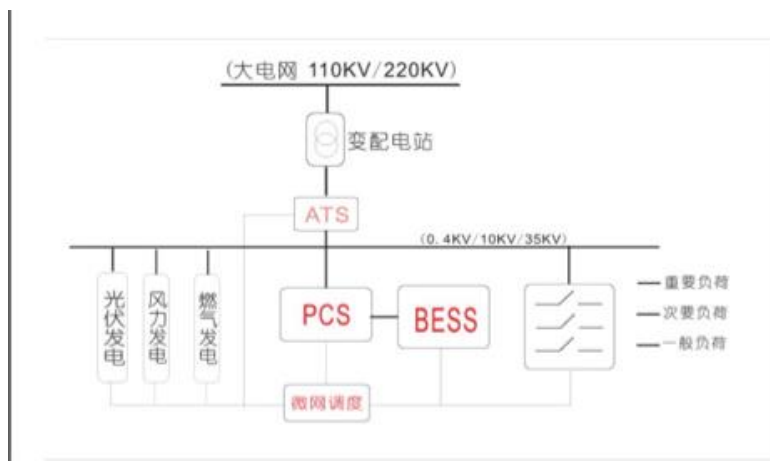 (大电网 110KV/220KV)
变配电站
ATS
(0.4KV/10KV/35KV)
光伏发电
风力发电
燃气发电
PCS
BESS
重要负荷
次要负荷
一般负荷
微网调度